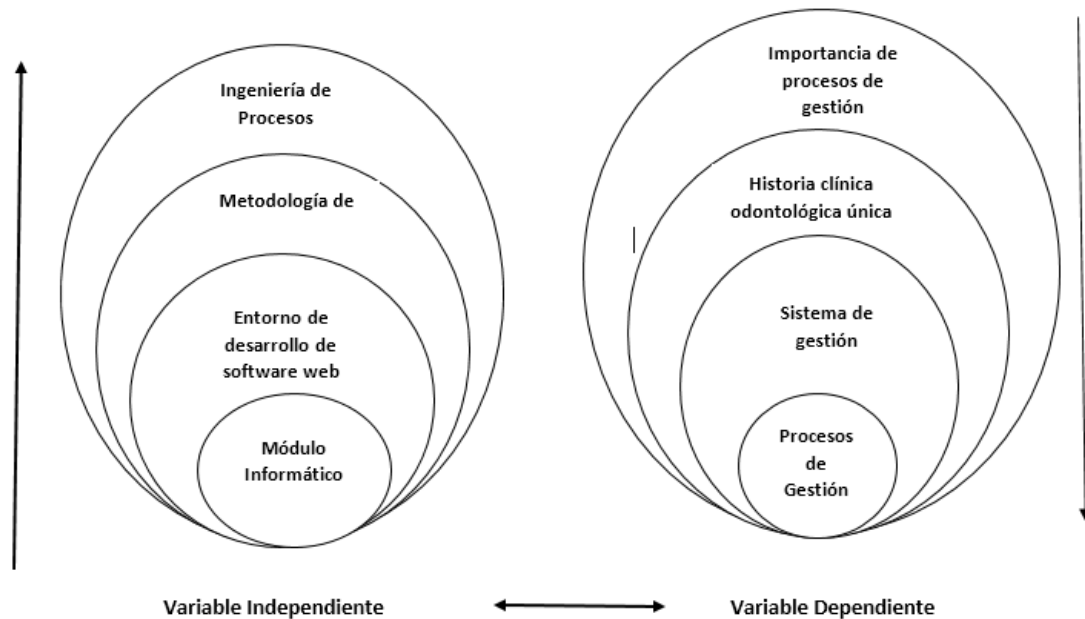 Ingeniería de
Procesos
Metodología de
Entorno de
desarrollo de
software web
Módulo
Informático
Variable Independiente
Importancia de
procesos de
gestión
Historia clínica
odontológica única
Sistema de
gestión
Procesos
de
Gestión
Variable Dependiente